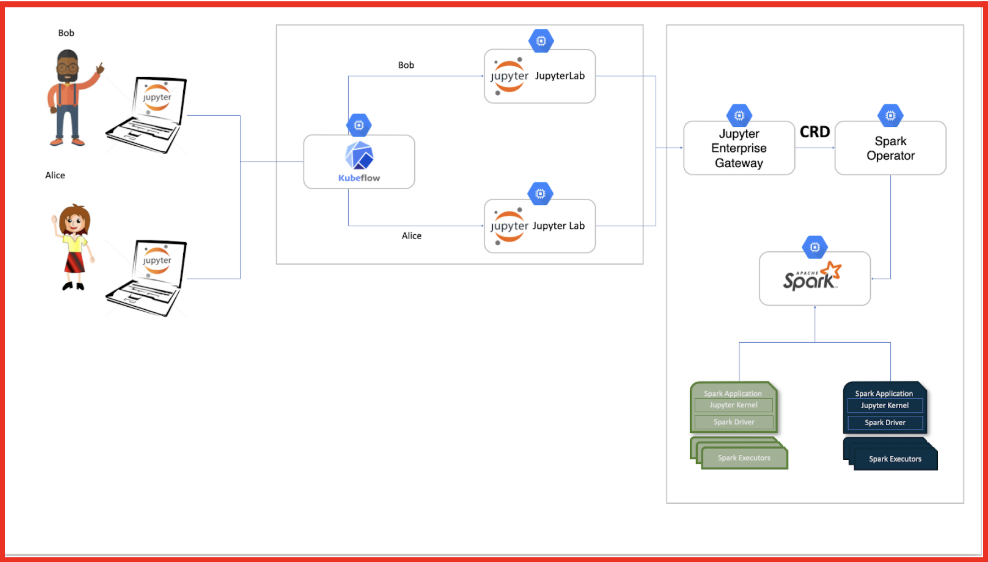 Bob
jupyter
Alice
jupyter
Bob
jupyter JupyterLab
Kubeflow
Alice
jupyter Jupyter Lab
Jupyter
Enterprise
Gateway
CRD
Spark
Operator
APACHE
Spark
Spark Application
Jupyter Kernel
Spark Driver
Spark Executors
Spark Application
Jupyter Kernel
Spark Driver
Spark Executors